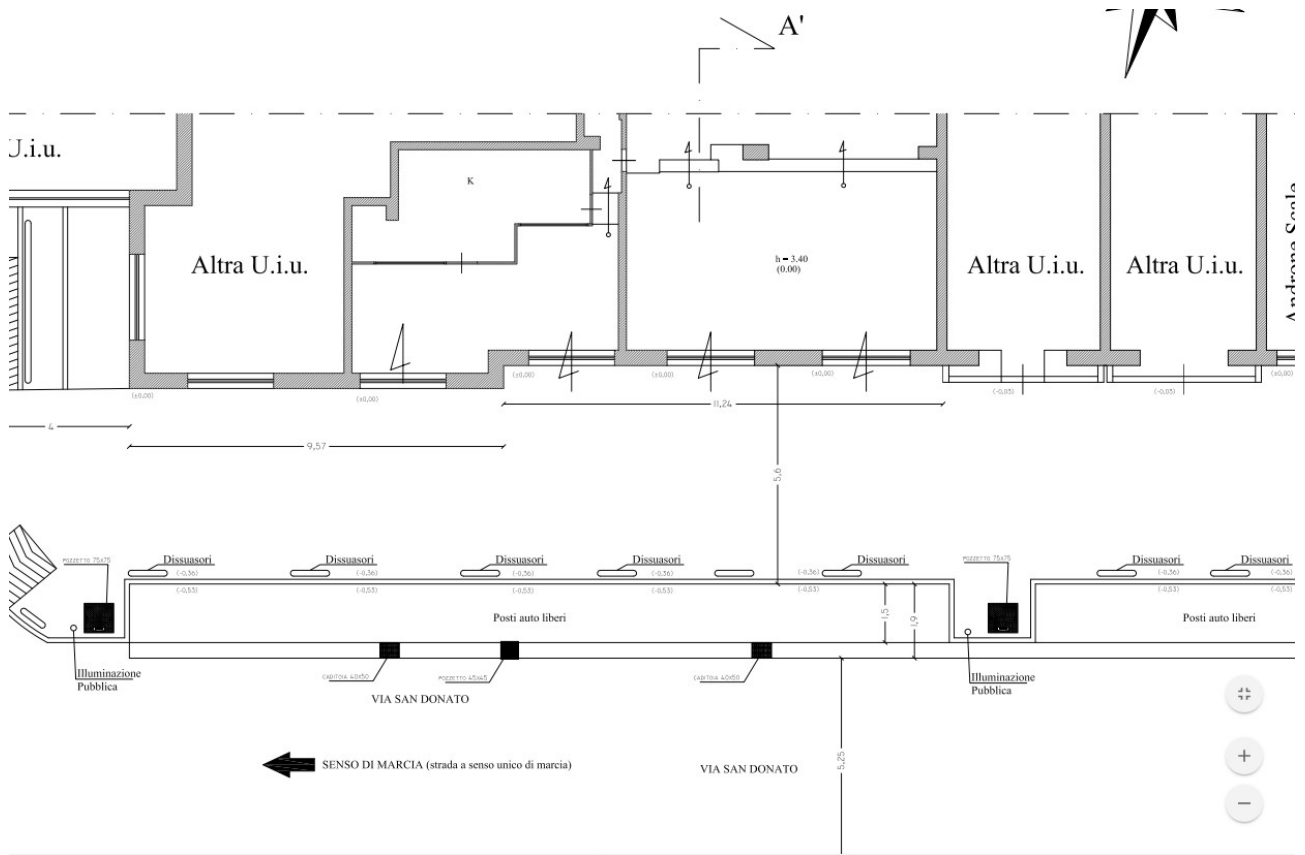 A'
U.i.u.
K
Altra U.i.u.
h = 3.40
(0.00)
Altra U.i.u.
Altra U.i.u.
Androne Scale
(±0,00)
(±0,00)
(±0,00)
(±0,00)
(±0,00)
(-0,05)
(-0,05)
(±0,00)
4
9,57
11,24
5,6
POZZETTO 75x75
Dissuasori
(-0,36)
(-0,53)
Dissuasori
(-0,36)
(-0,53)
Dissuasori
(-0,36)
(-0,53)
Dissuasori
(-0,36)
(-0,53)
Dissuasori
(-0,36)
(-0,53)
POZZETTO 75x75
Dissuasori
(-0,36)
(-0,53)
Dissuasori
(-0,36)
(-0,53)
Posti auto liberi
1,5
1,9
Posti auto liberi
Illuminazione
Pubblica
CADITOIA 40x50
POZZETTO 45x45
CADITOIA 40x50
Illuminazione
Pubblica
VIA SAN DONATO
SENSO DI MARCIA (strada a senso unico di marcia)
VIA SAN DONATO
5,25